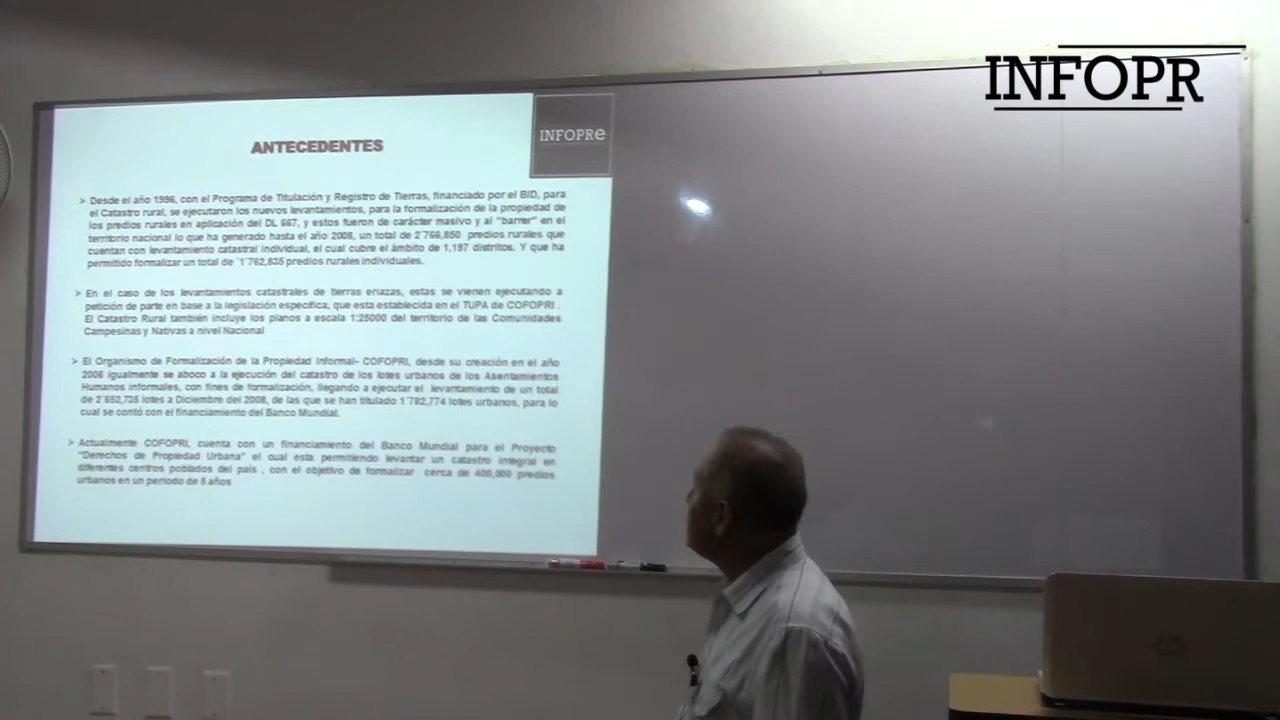 INFOPR
INFOPRe
ANTECEDENTES
➢ Desde el año 1996, con el Programa de Titulación y Registro de Tierras, financiado por el BID, para
el Catastro rural, se ejecutaron los nuevos levantamientos, para la formalización de la propiedad de
los predios rurales en aplicación del DL 667, y estos fueron de carácter masivo y al "barrer" en el
territorio nacional lo que ha generado hasta el año 2008, un total de 2´766,850 predios rurales que
cuentan con levantamiento catastral individual, el cual cubre el ámbito de 1,197 distritos. Y que ha
permitido formalizar un total de ´1´762,835 predios rurales individuales.
➢ En el caso de los levantamientos catastrales de tierras eriazas, estas se vienen ejecutando a
petición de parte en base a la legislación específica, que esta establecida en el TUPA de COFOPRI .
El Catastro Rural también incluye los planos a escala 1:25000 del territorio de las Comunidades
Campesinas y Nativas a nivel Nacional
➢ El Organismo de Formalización de la Propiedad Informal- COFOPRI, desde su creación en el año
2006 igualmente se aboco a la ejecución del catastro de los lotes urbanos de los Asentamientos
Humanos informales, con fines de formalización, llegando a ejecutar el levantamiento de un total
de 2´652,735 lotes a Diciembre del 2008, de las que se han titulado 1´782,774 lotes urbanos, para lo
cual se contó con el financiamiento del Banco Mundial.
➢ Actualmente COFOPRI, cuenta con un financiamiento del Banco Mundial para el Proyecto
"Derechos de Propiedad Urbana" el cual esta permitiendo levantar un catastro integral en
diferentes centros poblados del país , con el objetivo de formalizar cerca de 400,000 predios
urbanos en un periodo de 5 años
hp